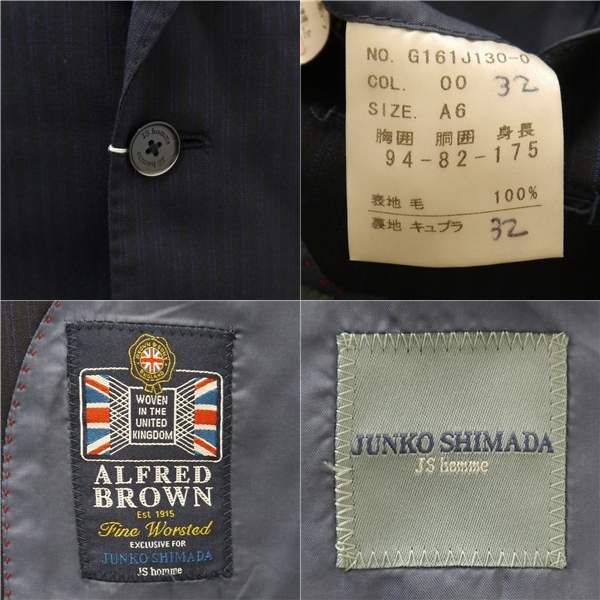 JS homme
JS homme
NO. G161J130-0
COL. 00 32
SIZE. A6
胸囲 胴囲 身長
94-82-175
表地 毛 100%
裏地 キュプラ 32
WOVEN
IN THE
UNITED
KINGDOM
ALFRED
BROWN
Est 1915
Fine Worsted
EXCLUSIVE FOR
JUNKO SHIMADA
JS homme
JUNKO SHIMADA
JS homme